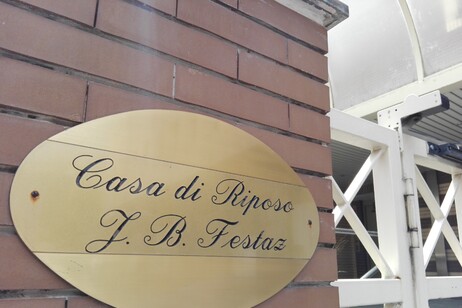 Casa di Riposo
J. B. Festaz